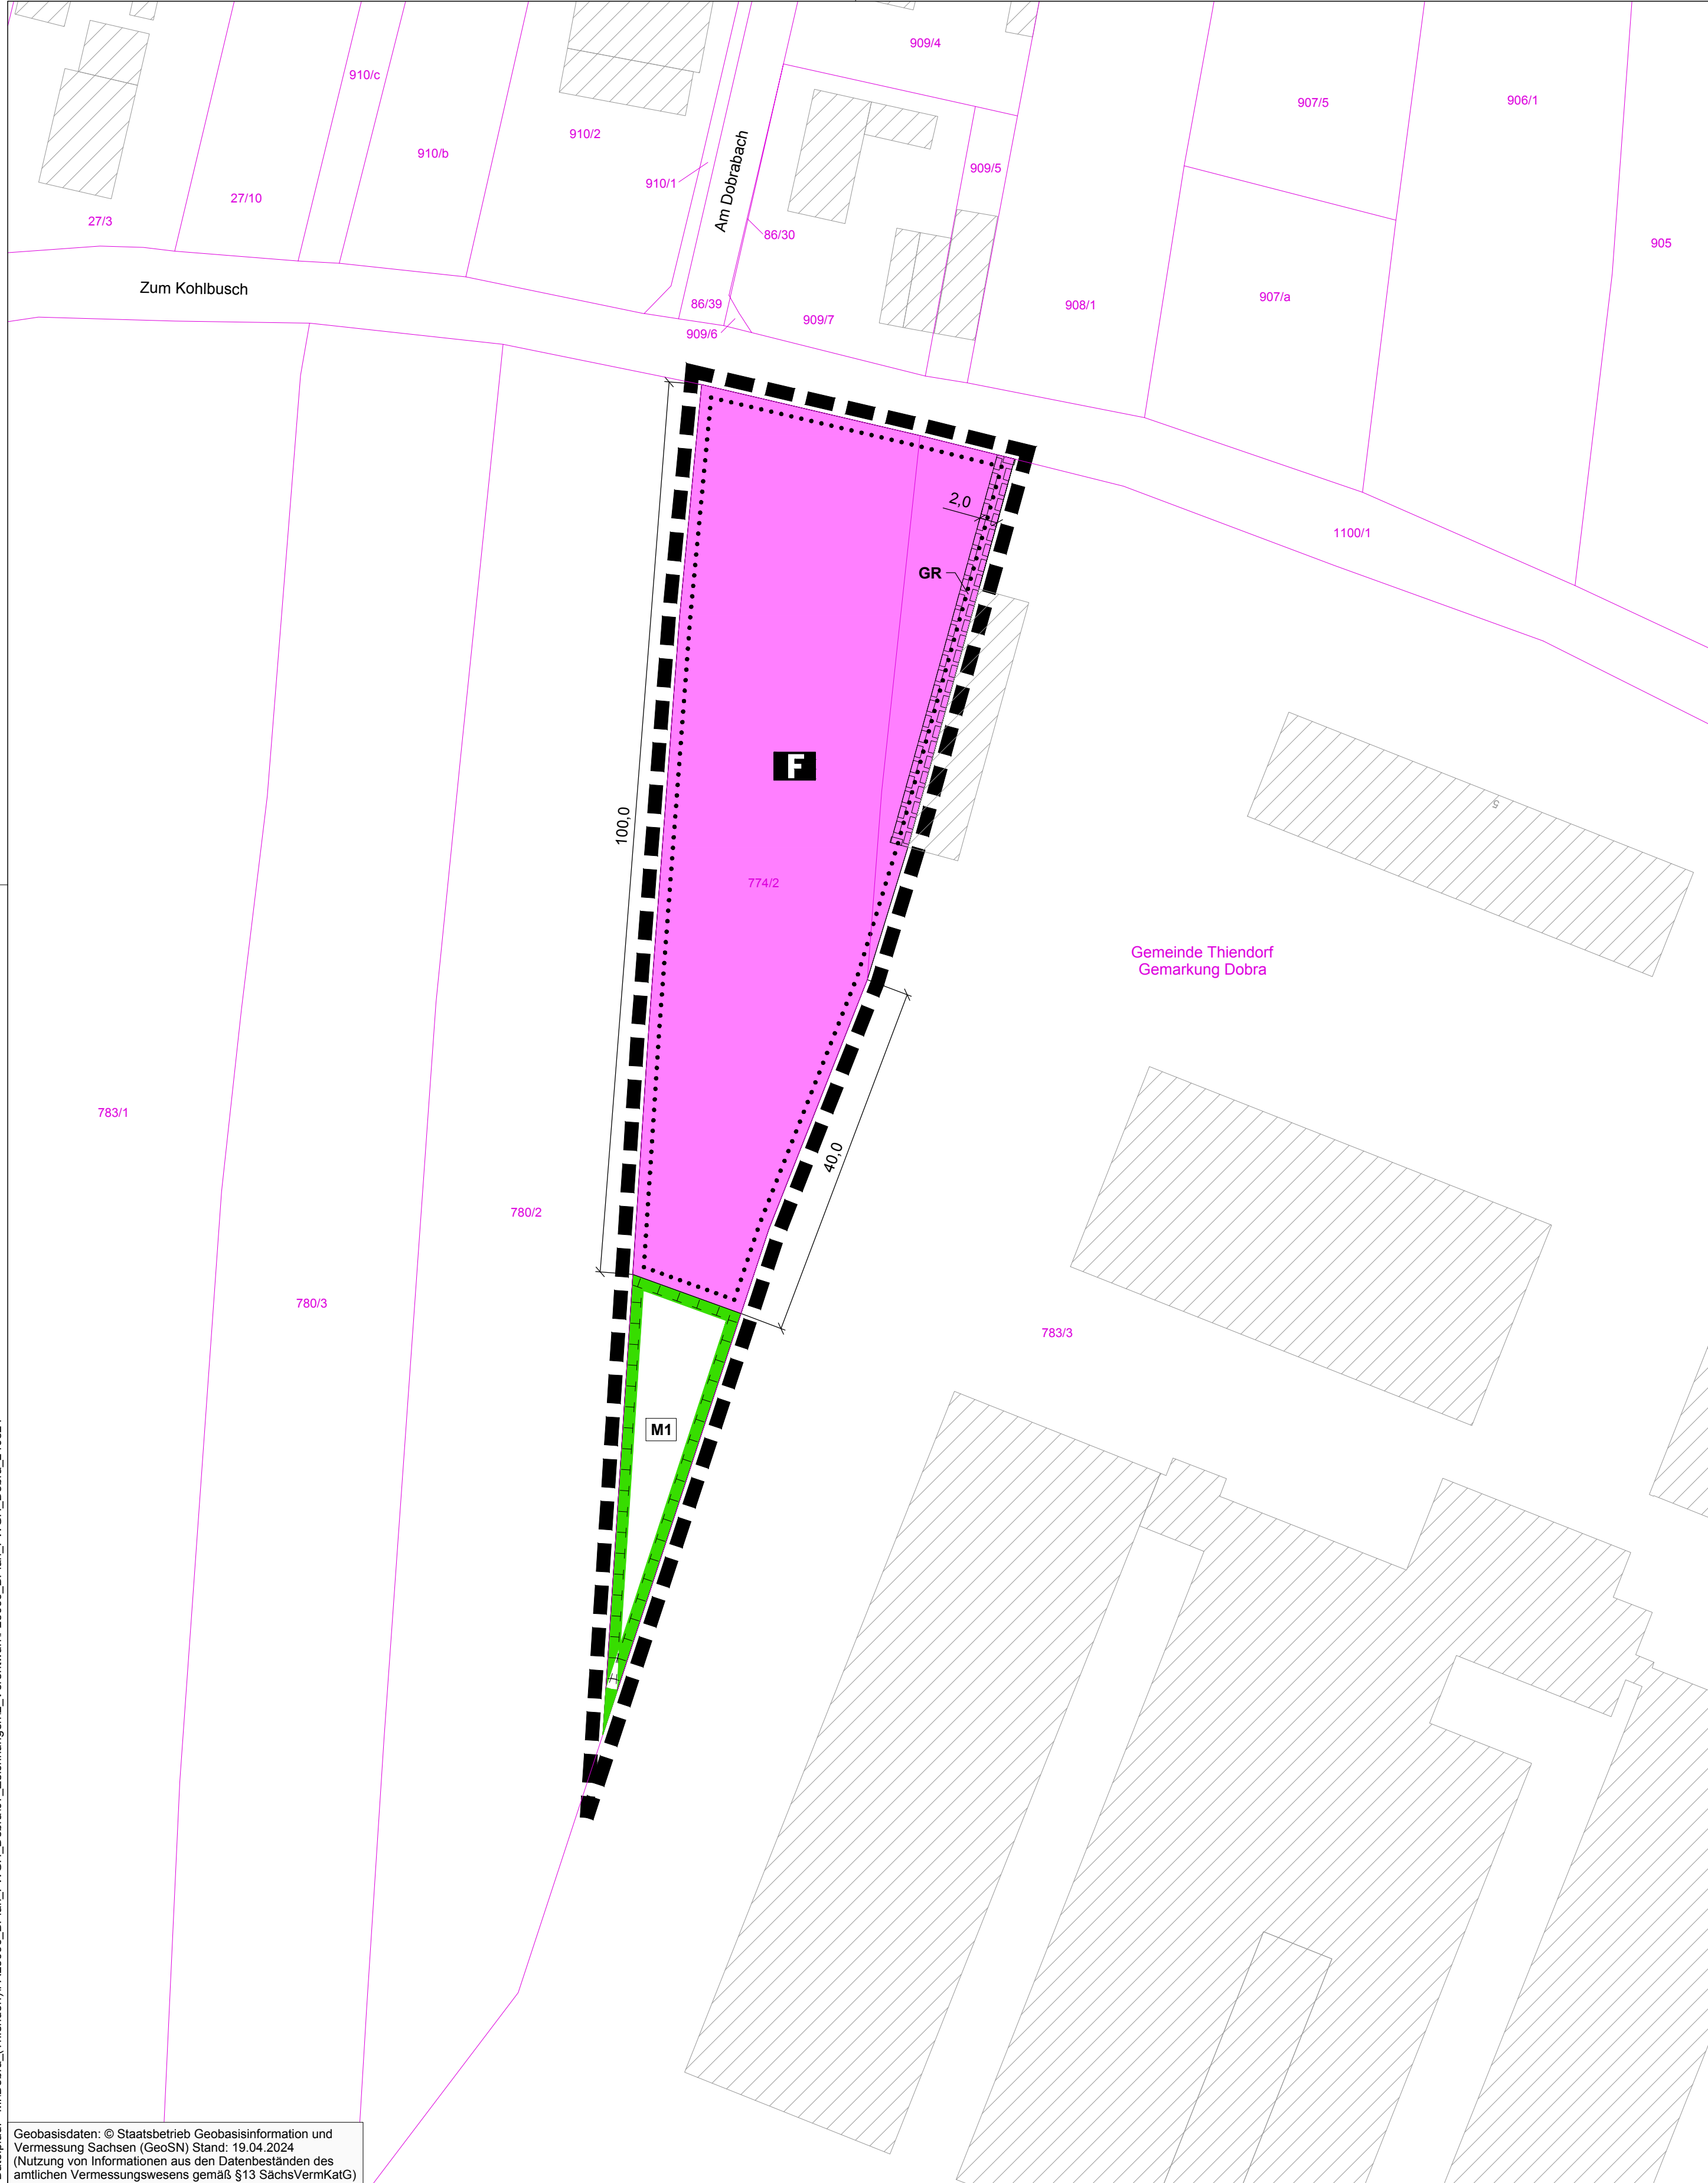 909/4
910/c
907/5
906/1
910/2
910/b
909/5
910/1
Am Dobrabach
27/10
27/3
86/30
905
Zum Kohlbusch
907/a
86/39
908/1
909/7
909/6
2,0
1100/1
GR
F
5
100,0
774/2
Gemeinde Thiendorf
Gemarkung Dobra
783/1
40,0
780/2
780/3
783/3
M1
Geobasisdaten: © Staatsbetrieb Geobasisinformation und
Vermessung Sachsen (GeoSN) Stand: 19.04.2024
(Nutzung von Informationen aus den Datenbeständen des
amtlichen Vermessungswesens gemäß §13 SächsVermKatG)